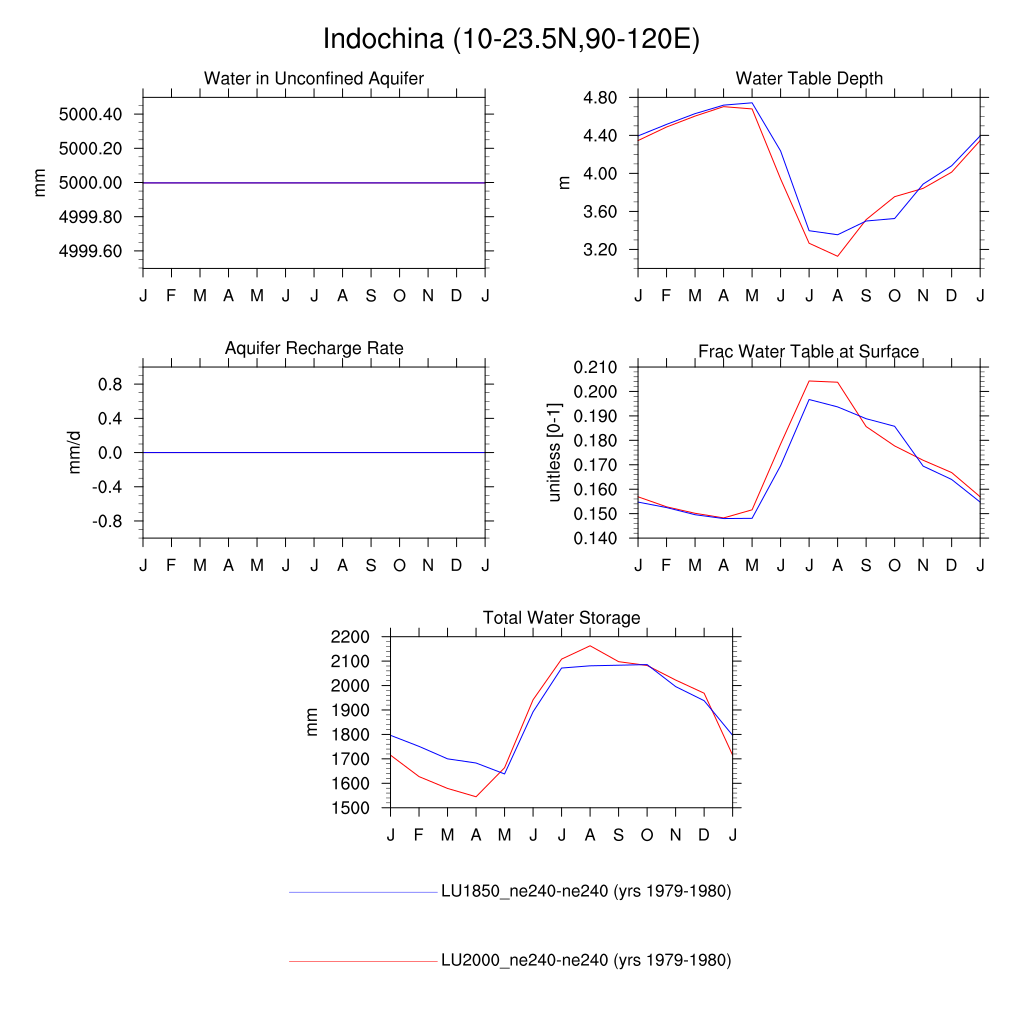 Indochina (10-23.5N,90-120E)
Water in Unconfined Aquifer
mm
5000.40
5000.20
5000.00
4999.80
4999.60
J F M A M J J A S O N D J
Water Table Depth
m
4.80
4.40
4.00
3.60
3.20
J F M A M J J A S O N D J
Aquifer Recharge Rate
mm/d
0.8
0.4
0.0
-0.4
-0.8
J F M A M J J A S O N D J
Frac Water Table at Surface
unitless [0-1]
0.210
0.200
0.190
0.180
0.170
0.160
0.150
0.140
J F M A M J J A S O N D J
Total Water Storage
mm
2200
2100
2000
1900
1800
1700
1600
1500
J F M A M J J A S O N D J
LU1850_ne240-ne240 (yrs 1979-1980)
LU2000_ne240-ne240 (yrs 1979-1980)